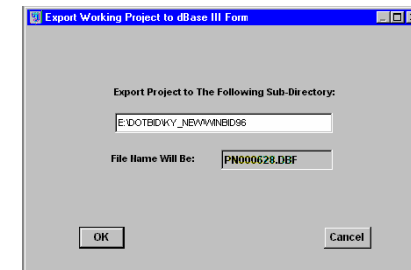 Export Working Project to dBase III Form
Export Project to The Following Sub-Directory:
E:\DOTBID\KY_NEW\WINBID96
File Name Will Be:
PN000628.DBF
OK
Cancel